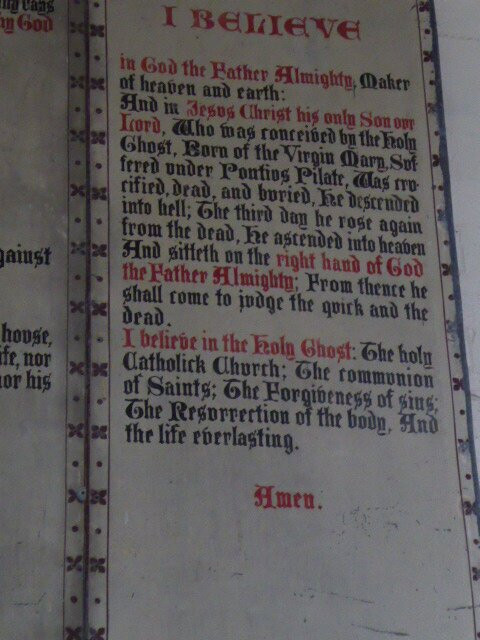 ny God
gainst
house,
nor
nor his
I BELIEVE
in God the Father Almighty, Maker
of heaven and earth:
And in Jesus Christ his only Son our
Lord, Who was conceived by the Holy
Ghost, Born of the Virgin Mary, Suf
fered under Pontius Pilate, Was cru
cified, dead, and buried, He descended
into hell; The third day he rose again
from the dead, He ascended into heaven
And sitteth on the right hand of God
the Father Almighty; From thence he
shall come to judge the quick and the
dead.
I believe in the Holy Ghost: The holy
Catholick Church; The communion
of Saints; The Forgiveness of sins;
The Resurrection of the body, And
the life everlasting.
Amen.